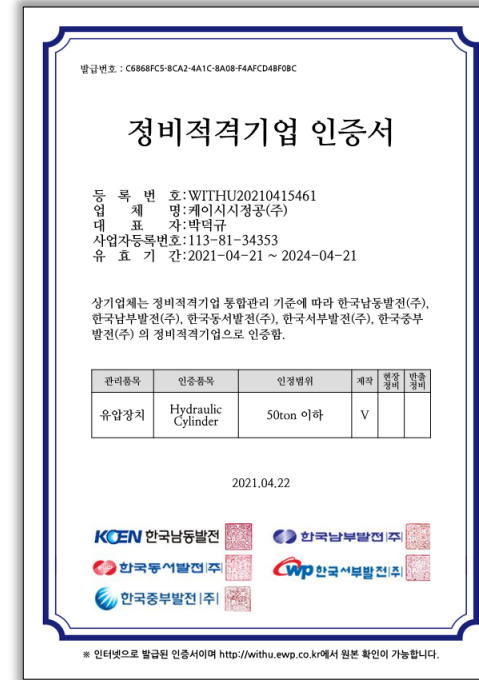 발급번호 : C6868FC5-8CA2-4A1C-8A08-F4AFCD4BF0BC
정비적격기업 인증서
등 록 번 호:WITHU20210415461
업 체 명:케이시시정공(주)
대 표 자:박덕규
사업자등록번호:113-81-34353
유 효 기 간:2021-04-21 ~ 2024-04-21
상기업체는 정비적격기업 통합관리 기준에 따라 한국남동발전(주),
한국남부발전(주), 한국동서발전(주), 한국서부발전(주), 한국중부
발전(주) 의 정비적격기업으로 인증함.
관리품목 인증품목 인정범위 제작 현장정비 반출정비
유압장치 Hydraulic Cylinder 50ton 이하 V
2021.04.22
KOEN 한국남동발전 한국남부발전|주|
한국동서발전|주| CWP 한국서부발전|주|
한국중부발전|주|
※ 인터넷으로 발급된 인증서이며 http://withu.ewp.co.kr에서 원본 확인이 가능합니다.